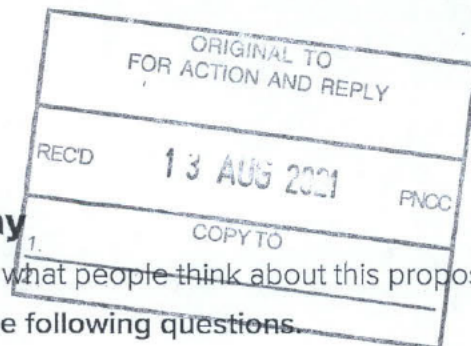 ORIGINAL TO
FOR ACTION AND REPLY
REC'D 13 AUG 2021 PNCC
COPY TO
1.
what people think about this
e following questions.